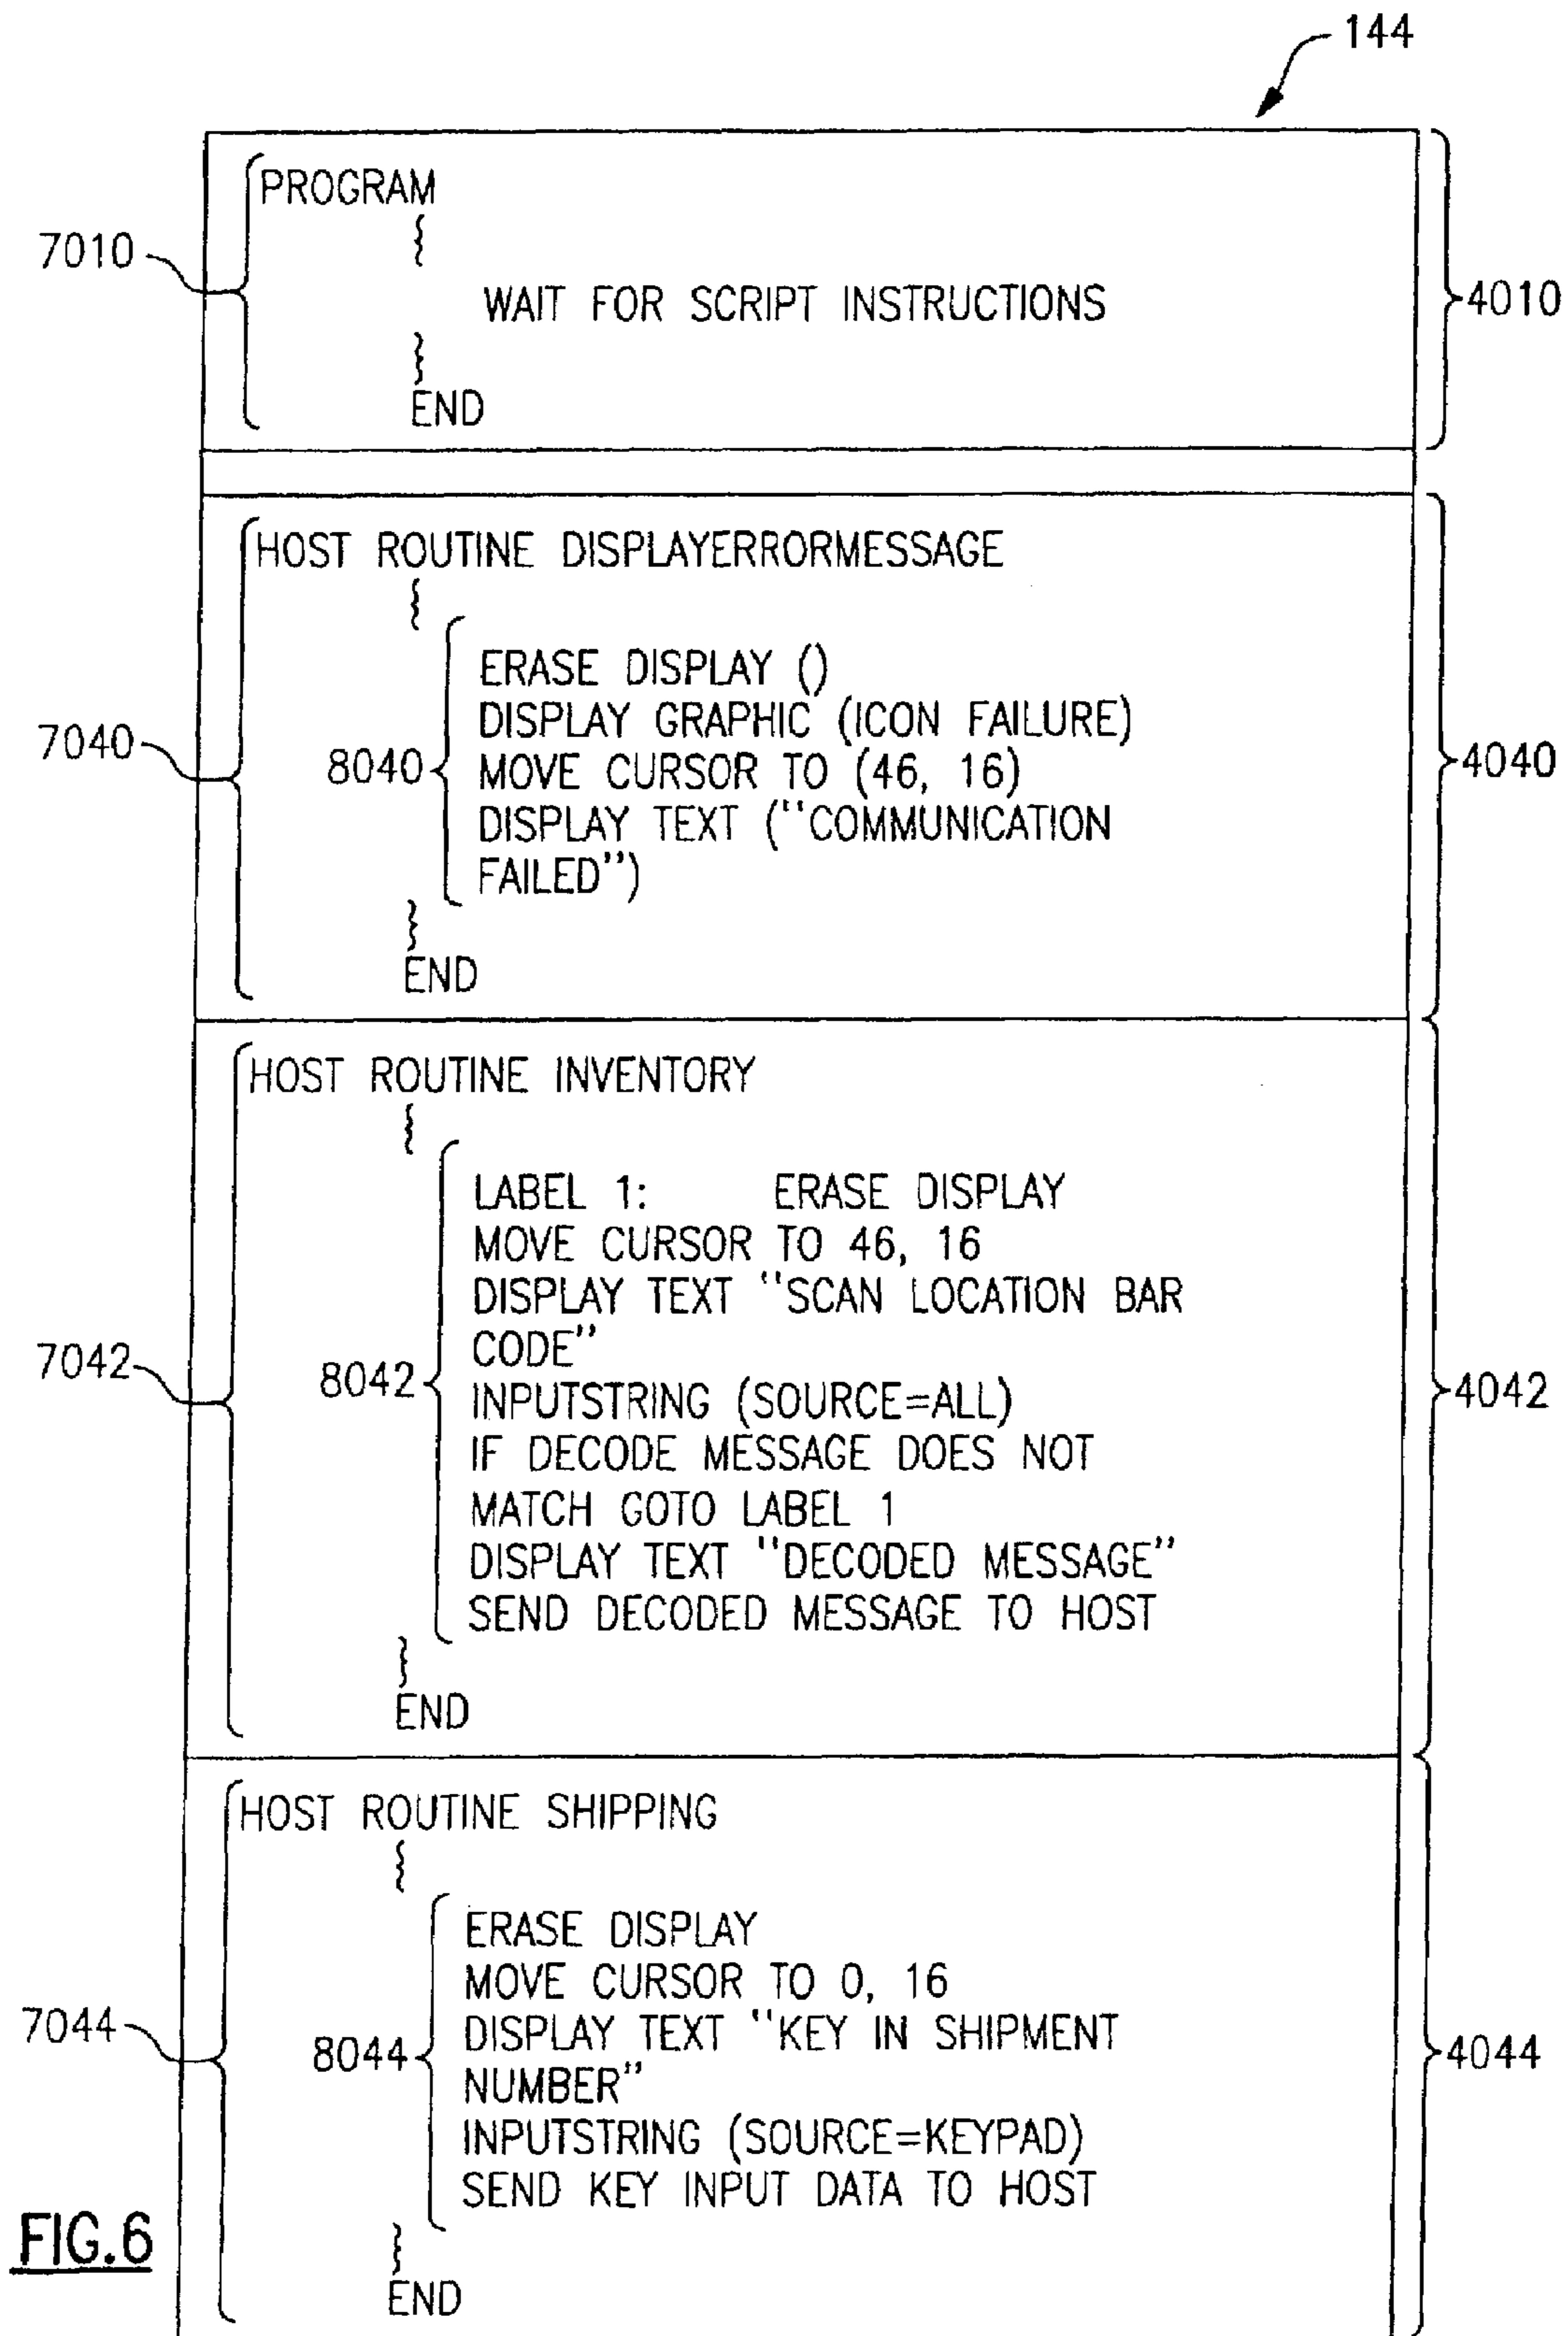 144
PROGRAM
7010
WAIT FOR SCRIPT INSTRUCTIONS
4010
END
HOST ROUTINE DISPLAYERRORMESSAGE
ERASE DISPLAY ()
DISPLAY GRAPHIC (ICON FAILURE)
7040
8040
MOVE CURSOR TO (46, 16)
4040
DISPLAY TEXT ("COMMUNICATION
FAILED")
END
HOST ROUTINE INVENTORY
LABEL 1: ERASE DISPLAY
MOVE CURSOR TO 46, 16
DISPLAY TEXT "SCAN LOCATION BAR
CODE"
7042
8042
INPUTSTRING (SOURCE=ALL)
4042
IF DECODE MESSAGE DOES NOT
MATCH GOTO LABEL 1
DISPLAY TEXT "DECODED MESSAGE"
SEND DECODED MESSAGE TO HOST
END
HOST ROUTINE SHIPPING
ERASE DISPLAY
MOVE CURSOR TO 0, 16
7044
8044
DISPLAY TEXT "KEY IN SHIPMENT
4044
NUMBER"
INPUTSTRING (SOURCE=KEYPAD)
SEND KEY INPUT DATA TO HOST
FIG.6
END